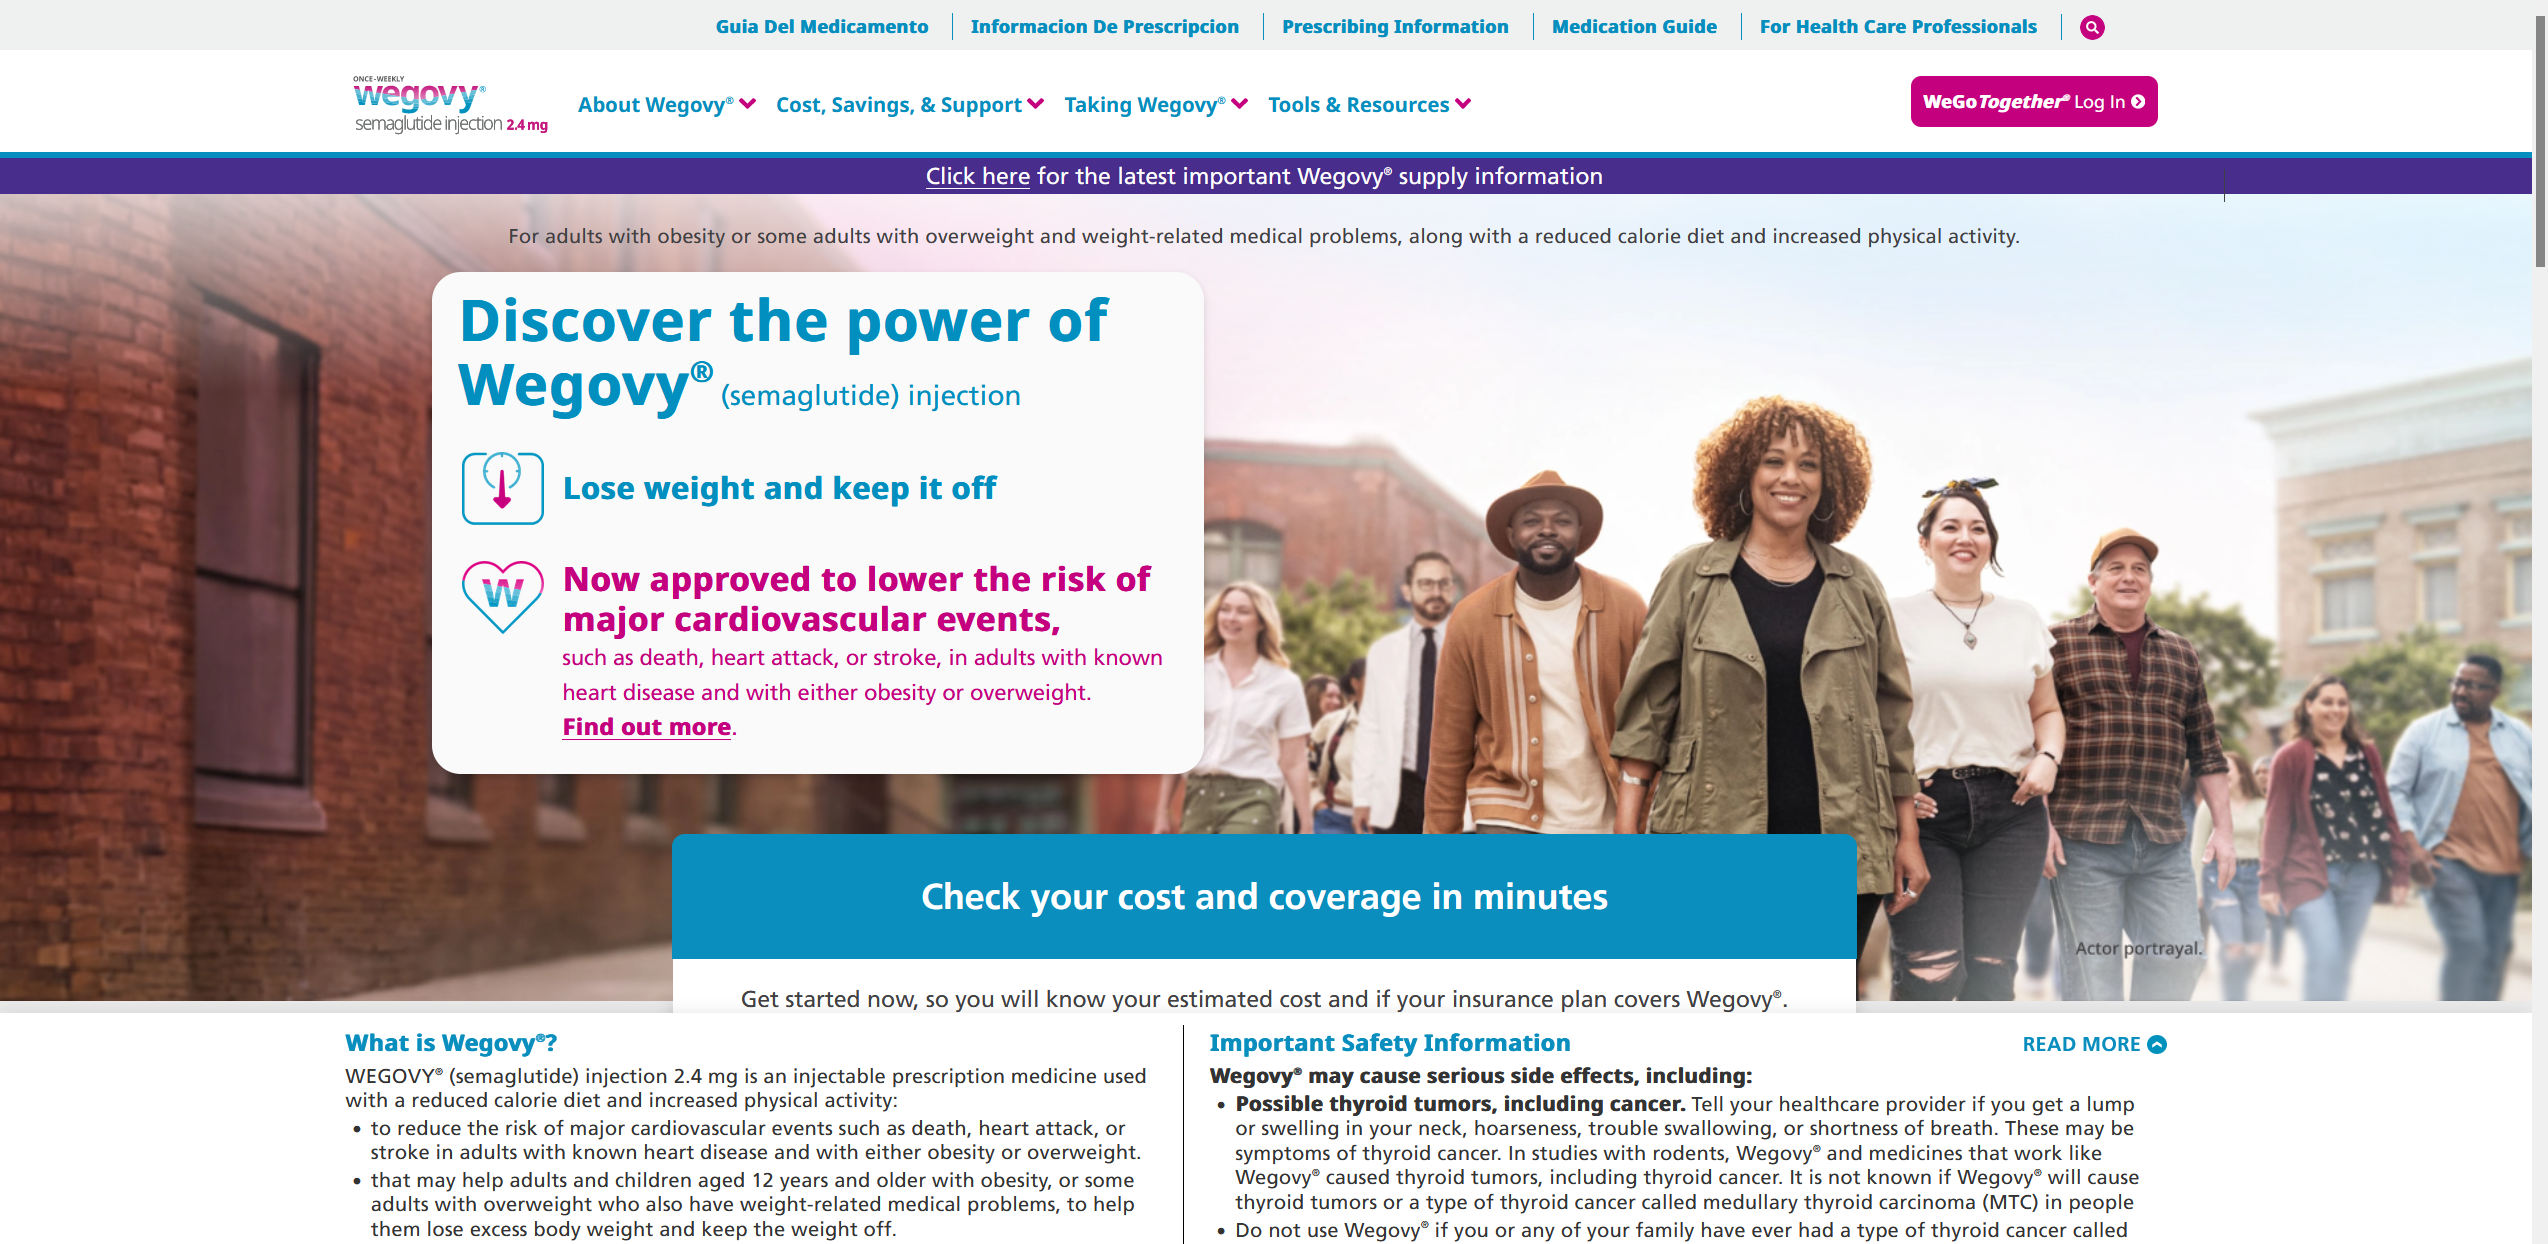 Guia Del Medicamento
Informacion De Prescripcion
Prescribing Information
Medication Guide
For Health Care Professionals
ONCE-WEEKLY
wegovy®
semaglutide injection 2.4 mg
About Wegovy®
Cost, Savings, & Support
Taking Wegovy®
Tools & Resources
WeGoTogether® Log In
Click here for the latest important Wegovy® supply information
For adults with obesity or some adults with overweight and weight-related medical problems, along with a reduced calorie diet and increased physical activity.
Discover the power of
Wegovy® (semaglutide) injection
Lose weight and keep it off
W
Now approved to lower the risk of
major cardiovascular events,
such as death, heart attack, or stroke, in adults with known
heart disease and with either obesity or overweight.
Find out more.
Check your cost and coverage in minutes
Actor portrayal.
Get started now, so you will know your estimated cost and if your insurance plan covers Wegovy®.
What is Wegovy®?
WEGOVY® (semaglutide) injection 2.4 mg is an injectable prescription medicine used
with a reduced calorie diet and increased physical activity:
• to reduce the risk of major cardiovascular events such as death, heart attack, or
stroke in adults with known heart disease and with either obesity or overweight.
• that may help adults and children aged 12 years and older with obesity, or some
adults with overweight who also have weight-related medical problems, to help
them lose excess body weight and keep the weight off.
Important Safety Information
READ MORE
Wegovy® may cause serious side effects, including:
• Possible thyroid tumors, including cancer. Tell your healthcare provider if you get a lump
or swelling in your neck, hoarseness, trouble swallowing, or shortness of breath. These may be
symptoms of thyroid cancer. In studies with rodents, Wegovy® and medicines that work like
Wegovy® caused thyroid tumors, including thyroid cancer. It is not known if Wegovy® will cause
thyroid tumors or a type of thyroid cancer called medullary thyroid carcinoma (MTC) in people
• Do not use Wegovy® if you or any of your family have ever had a type of thyroid cancer called